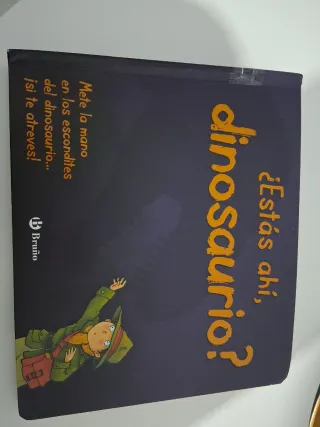 ¿Estás ahí,
dinosaurio?
Mete la mano
en los escondites
del dinosaurio...
¡si te atreves!
Bruño